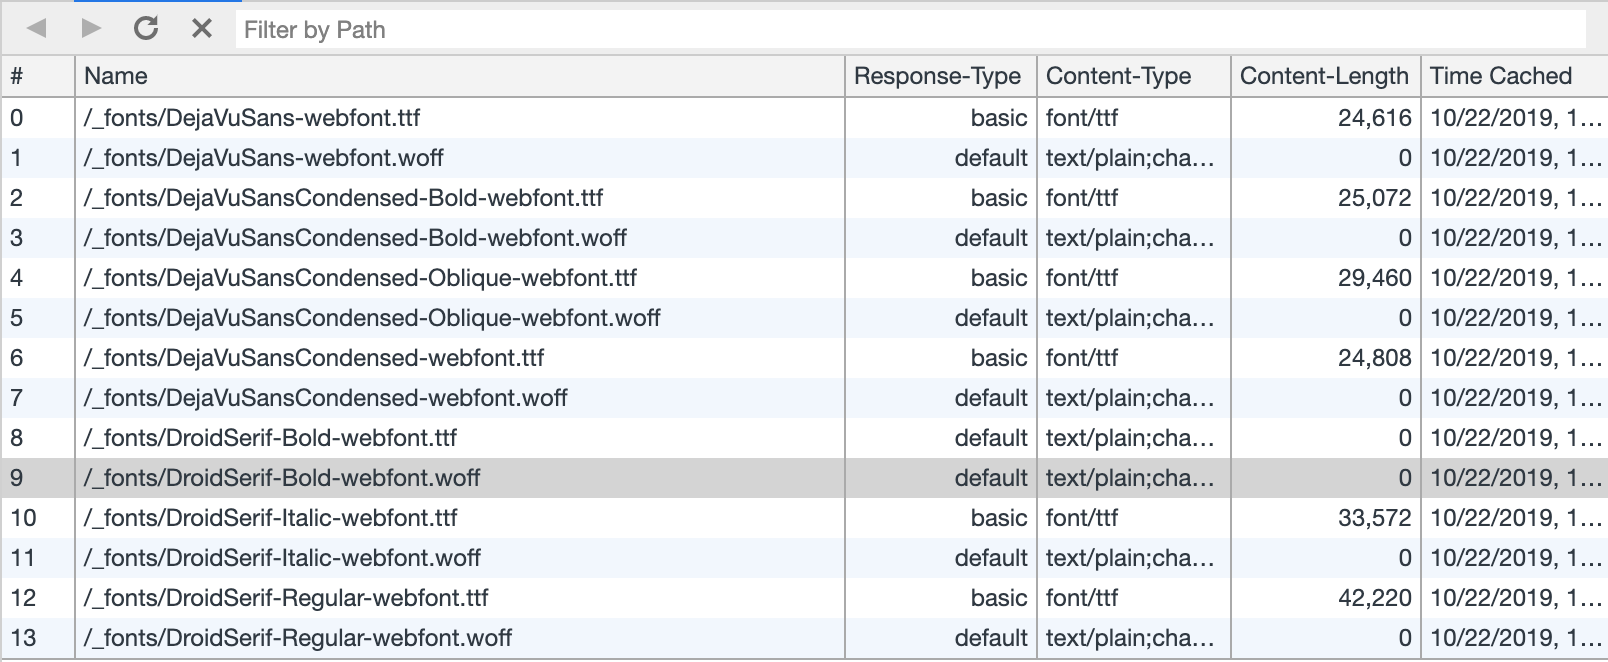 Filter by Path
# Name Response-Type Content-Type Content-Length Time Cached
0 /_fonts/DejaVuSans-webfont.ttf basic font/ttf 24,616 10/22/2019, 1…
1 /_fonts/DejaVuSans-webfont.woff default text/plain;cha… 0 10/22/2019, 1…
2 /_fonts/DejaVuSansCondensed-Bold-webfont.ttf basic font/ttf 25,072 10/22/2019, 1…
3 /_fonts/DejaVuSansCondensed-Bold-webfont.woff default text/plain;cha… 0 10/22/2019, 1…
4 /_fonts/DejaVuSansCondensed-Oblique-webfont.ttf basic font/ttf 29,460 10/22/2019, 1…
5 /_fonts/DejaVuSansCondensed-Oblique-webfont.woff default text/plain;cha… 0 10/22/2019, 1…
6 /_fonts/DejaVuSansCondensed-webfont.ttf basic font/ttf 24,808 10/22/2019, 1…
7 /_fonts/DejaVuSansCondensed-webfont.woff default text/plain;cha… 0 10/22/2019, 1…
8 /_fonts/DroidSerif-Bold-webfont.ttf default text/plain;cha… 0 10/22/2019, 1…
9 /_fonts/DroidSerif-Bold-webfont.woff default text/plain;cha… 0 10/22/2019, 1…
10 /_fonts/DroidSerif-Italic-webfont.ttf basic font/ttf 33,572 10/22/2019, 1…
11 /_fonts/DroidSerif-Italic-webfont.woff default text/plain;cha… 0 10/22/2019, 1…
12 /_fonts/DroidSerif-Regular-webfont.ttf basic font/ttf 42,220 10/22/2019, 1…
13 /_fonts/DroidSerif-Regular-webfont.woff default text/plain;cha… 0 10/22/2019, 1…